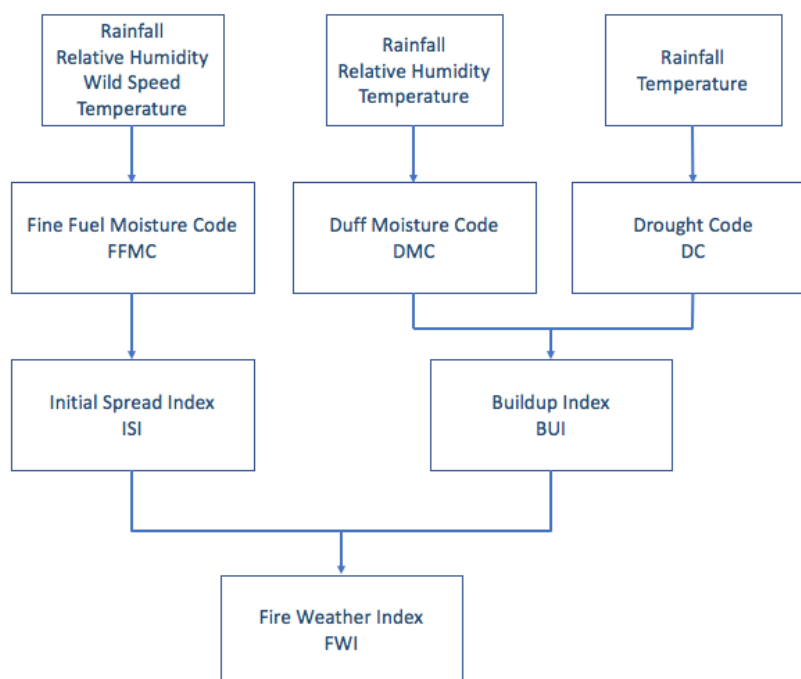 Rainfall
Relative Humidity
Wild Speed
Temperature
Rainfall
Relative Humidity
Temperature
Rainfall
Temperature
Fine Fuel Moisture Code
FFMC
Duff Moisture Code
DMC
Drought Code
DC
Initial Spread Index
ISI
Buildup Index
BUI
Fire Weather Index
FWI